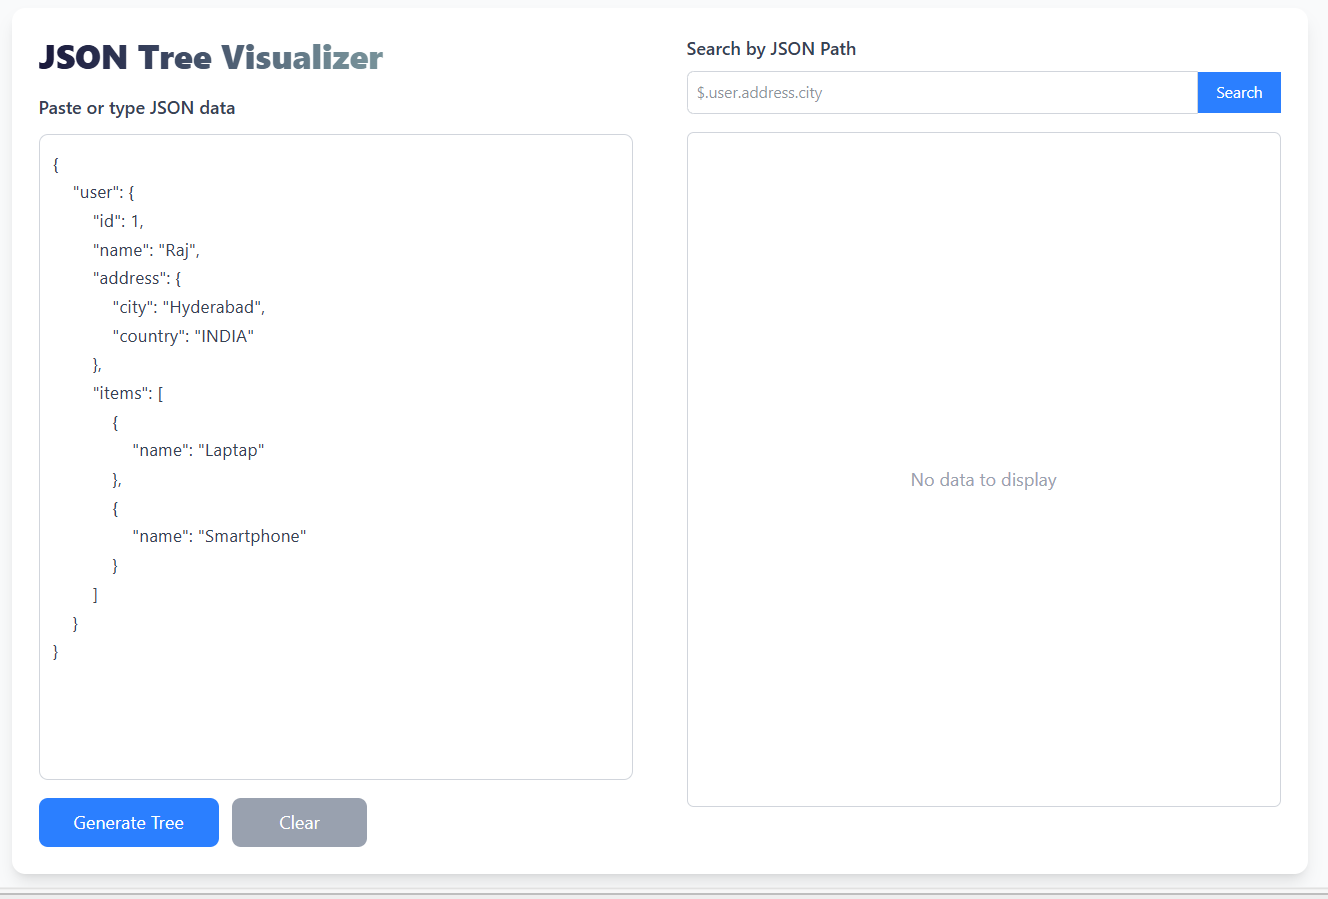 JSON Tree Visualizer
Paste or type JSON data
{
"user": {
"id": 1,
"name": "Raj",
"address": {
"city": "Hyderabad",
"country": "INDIA"
},
"items": [
{
"name": "Laptap"
},
{
"name": "Smartphone"
}
]
}
}
Generate Tree
Clear
Search by JSON Path
$.user.address.city
Search
No data to display